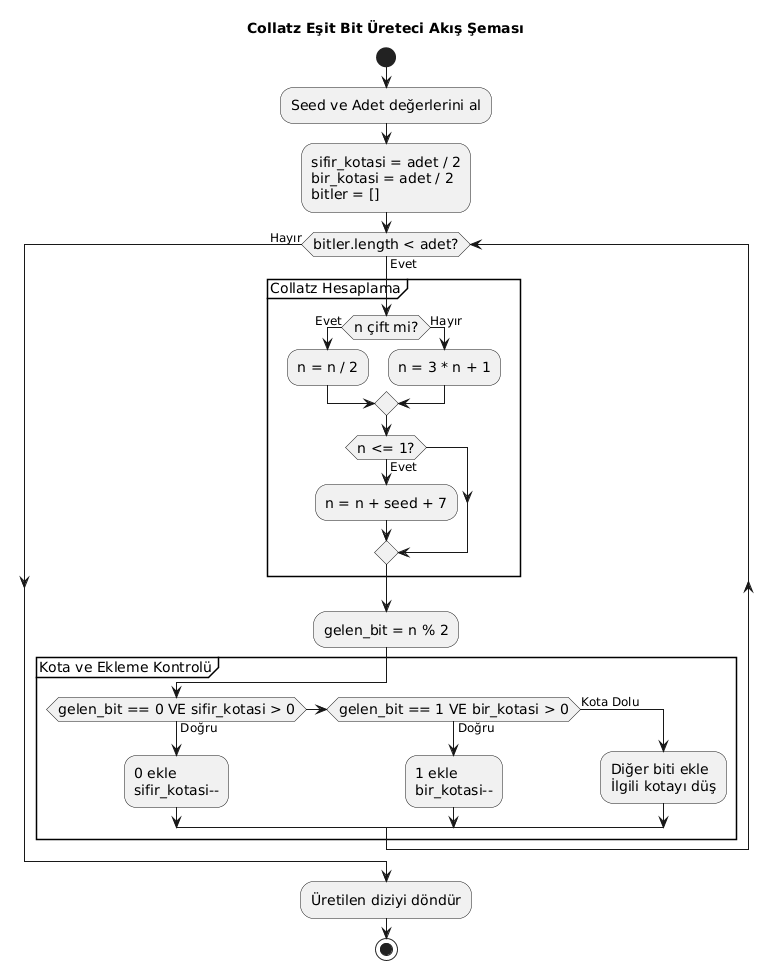 Collatz Eşit Bit Üreteci Akış Şeması
Seed ve Adet değerlerini al
sifir_kotasi = adet / 2
bir_kotasi = adet / 2
bitler = []
Hayır
bitler.length < adet?
Evet
Collatz Hesaplama
Evet
n çift mi?
Hayır
n = n / 2
n = 3 * n + 1
n <= 1?
Evet
n = n + seed + 7
gelen_bit = n % 2
Kota ve Ekleme Kontrolü
gelen_bit == 0 VE sifir_kotasi > 0
gelen_bit == 1 VE bir_kotasi > 0
Kota Dolu
Doğru
Doğru
0 ekle
sifir_kotasi--
1 ekle
bir_kotasi--
Diğer biti ekle
İlgili kotayı düş
Üretilen diziyi döndür